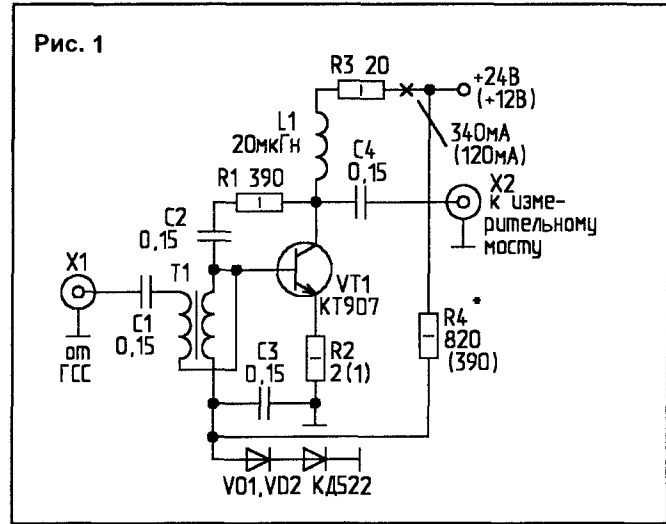 Рис. 1
R3 20
+24В
(+12В)
L1
20мкГн
340мА
(120мА)
C4
0,15
R1 390
X2
к изме-
рительному
мосту
C2
0,15
X1
T1
VT1
КТ907
C1
0,15
от
ГСС
C3
0,15
R2
2(1)
R4*
820
(390)
VD1,VD2 КД522